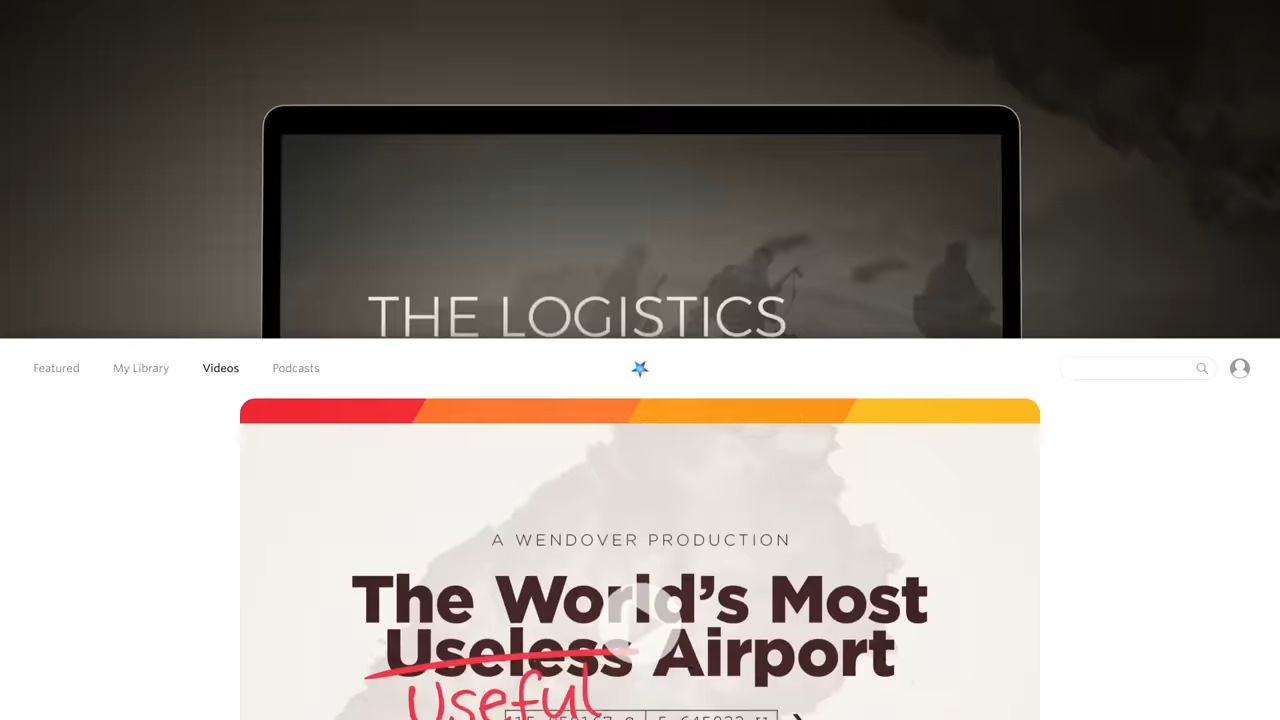 THE LOGISTICS
Featured My Library Videos Podcasts
A WENDOVER PRODUCTION
The World's Most
Useless Airport
Useful